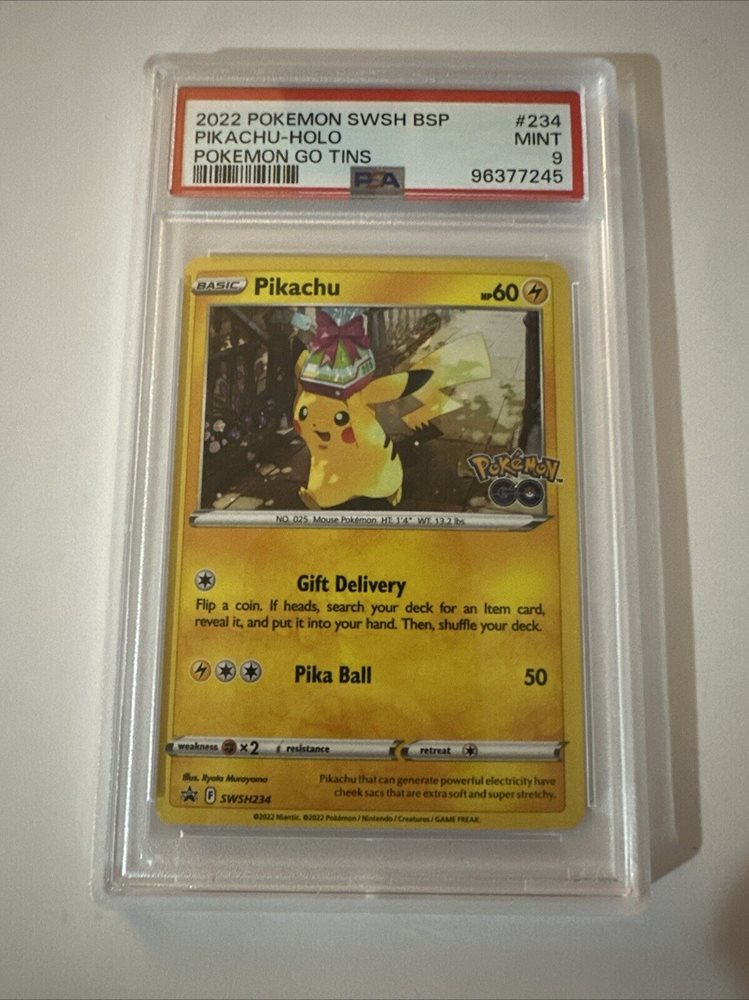 2022 POKEMON SWSH BSP #234
PIKACHU-HOLO MINT
POKEMON GO TINS 9
PSA 96377245
BASIC Pikachu HP60
POKéMON™
GO
NO. 025 Mouse Pokémon HT: 1'4" WT: 13.2 lbs.
Gift Delivery
Flip a coin. If heads, search your deck for an Item card,
reveal it, and put it into your hand. Then, shuffle your deck.
Pika Ball 50
weakness ×2 resistance retreat
Illus. Ryota Murayama
Pikachu that can generate powerful electricity have
cheek sacs that are extra soft and super stretchy.
F SWSH234
©2022 Niantic. ©2022 Pokémon / Nintendo / Creatures / GAME FREAK.